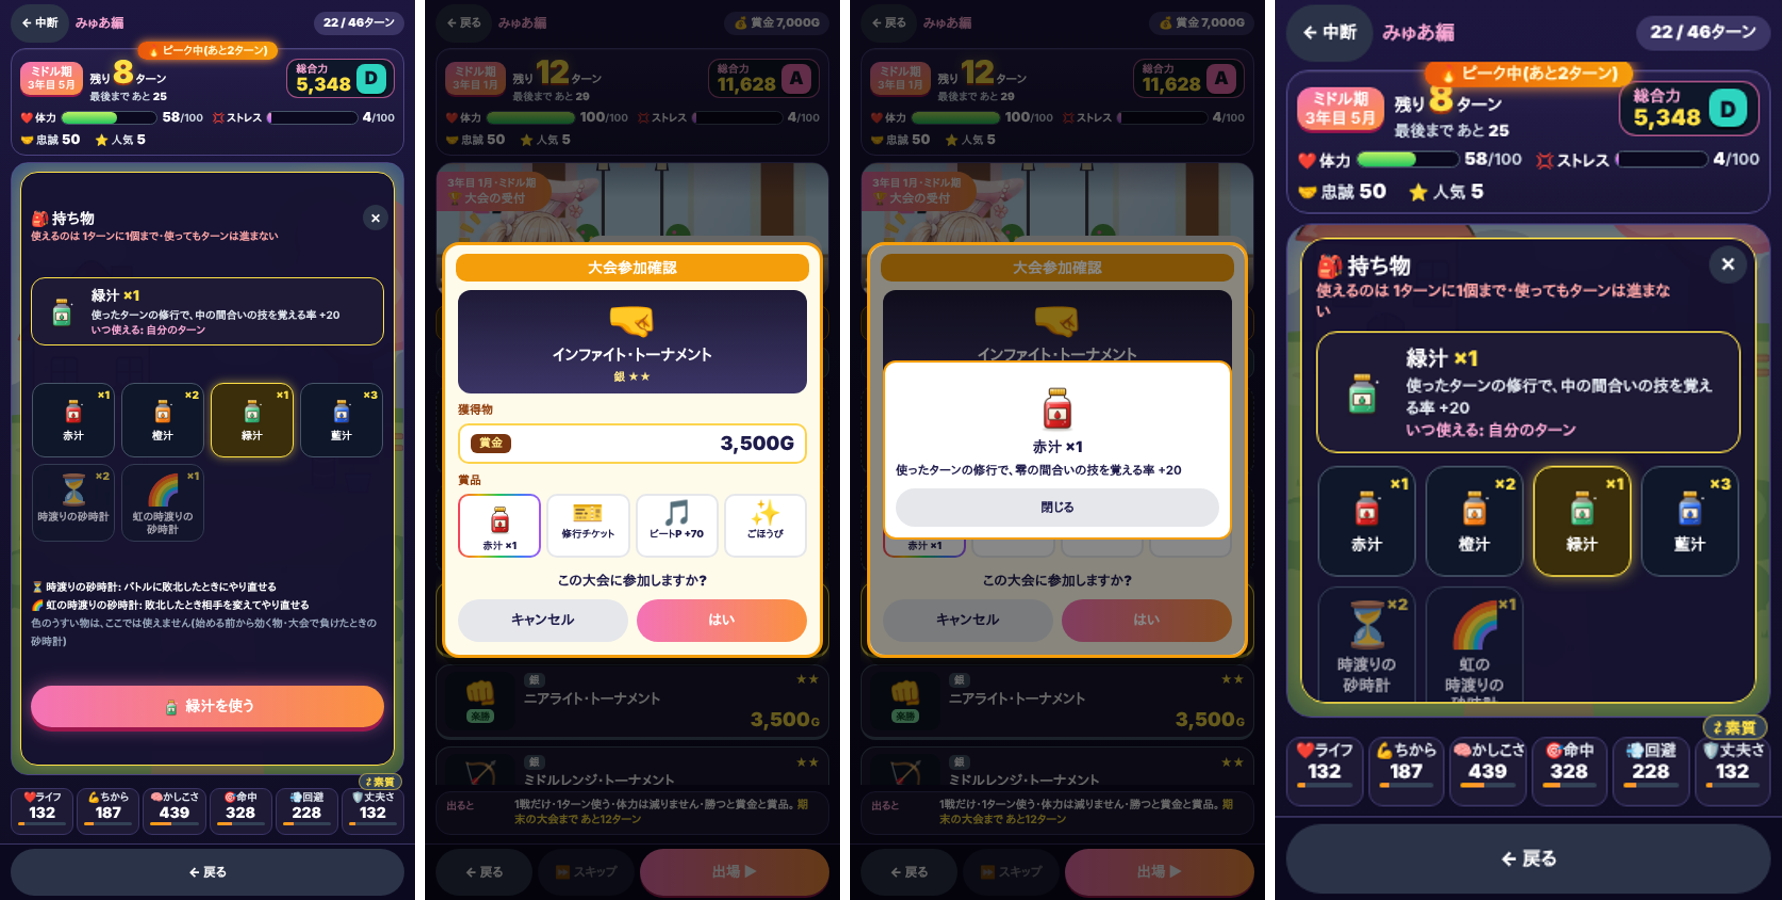 ← 中断
みゅあ編
22 / 46ターン
🔥 ピーク中(あと2ターン)
ミドル期
3年目 5月
残り 8 ターン
最後まで あと 25
総合力
5,348 D
❤️ 体力 58/100
💢 ストレス 4/100
🤝 忠誠 50
⭐ 人気 5
🎒 持ち物
✕
使えるのは 1ターンに1個まで・使ってもターンは進まない
緑汁 ×1
使ったターンの修行で、中の間合いの技を覚える率 +20
いつ使える: 自分のターン
×1
赤汁
×2
橙汁
×1
緑汁
×3
藍汁
×2
時渡りの砂時計
×1
虹の時渡りの
砂時計
⏳ 時渡りの砂時計: バトルに敗北したときにやり直せる
🌈 虹の時渡りの砂時計: 敗北したとき相手を変えてやり直せる
色のうすい物は、ここでは使えません(始める前から効く物・大会で負けたときの
砂時計)
緑汁を使う
⇄ 素質
❤️ライフ
132
💪ちから
187
🧠かしこさ
439
🎯命中
328
💨回避
228
🛡️丈夫さ
132
← 戻る
← 戻る
みゅあ編
💰 賞金 7,000G
ミドル期
3年目 1月
残り 12 ターン
最後まで あと 29
総合力
11,628 A
❤️ 体力 100/100
💢 ストレス 4/100
🤝 忠誠 50
⭐ 人気 5
3年目 1月・ミドル期
🏆 大会の受付
大会参加確認
インファイト・トーナメント
銀 ★★
獲得物
賞金 3,500G
賞品
赤汁 ×1
修行チケット
ビートP +70
ごほうび
この大会に参加しますか?
キャンセル
はい
楽勝
銀
ニアライト・トーナメント
★★
3,500G
銀
ミドルレンジ・トーナメント
★★
出ると
1戦だけ・1ターン使う・体力は減りません・勝つと賞金と賞品。期
末の大会まで あと12ターン
← 戻る
⏩ スキップ
出場 ▶
← 戻る
みゅあ編
💰 賞金 7,000G
ミドル期
3年目 1月
残り 12 ターン
最後まで あと 29
総合力
11,628 A
❤️ 体力 100/100
💢 ストレス 4/100
🤝 忠誠 50
⭐ 人気 5
3年目 1月・ミドル期
🏆 大会の受付
大会参加確認
インファイト・トーナメント
赤汁 ×1
使ったターンの修行で、零の間合いの技を覚える率 +20
閉じる
赤汁 ×1
この大会に参加しますか?
キャンセル
はい
楽勝
銀
ニアライト・トーナメント
★★
3,500G
銀
ミドルレンジ・トーナメント
★★
出ると
1戦だけ・1ターン使う・体力は減りません・勝つと賞金と賞品。期
末の大会まで あと12ターン
← 戻る
⏩ スキップ
出場 ▶
← 中断
みゅあ編
22 / 46ターン
🔥 ピーク中(あと2ターン)
ミドル期
3年目 5月
残り 8 ターン
最後まで あと 25
総合力
5,348 D
❤️ 体力 58/100
💢 ストレス 4/100
🤝 忠誠 50
⭐ 人気 5
🎒 持ち物
✕
使えるのは 1ターンに1個まで・使ってもターンは進まな
い
緑汁 ×1
使ったターンの修行で、中の間合いの技を覚え
る率 +20
いつ使える: 自分のターン
×1
赤汁
×2
橙汁
×1
緑汁
×3
藍汁
×2
時渡りの
砂時計
×1
虹の
時渡りの
砂時計
⇄ 素質
❤️ライフ
132
💪ちから
187
🧠かしこさ
439
🎯命中
328
💨回避
228
🛡️丈夫さ
132
← 戻る